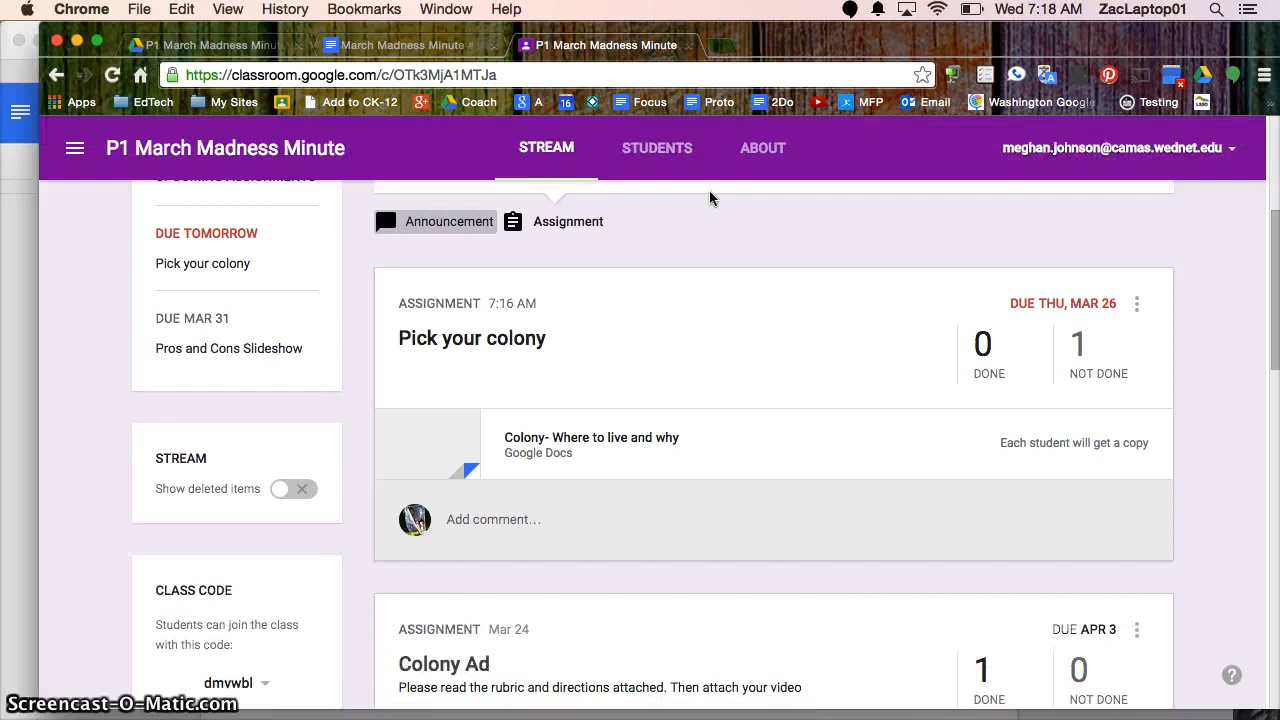 Chrome File Edit View History Bookmarks Window Help Wed 7:18 AM ZacLaptop01
P1 March Madness Minut March Madness Minute # P1 March Madness Minute
https://classroom.google.com/c/OTk3MjA1MTJa
Apps EdTech My Sites Add to CK-12 Coach A 16 Focus Proto 2Do MFP Email Washington Google Testing
P1 March Madness Minute STREAM STUDENTS ABOUT meghan.johnson@camas.wednet.edu
UPCOMING ASSIGNMENTS
Announcement Assignment
DUE TOMORROW
Pick your colony
DUE MAR 31
Pros and Cons Slideshow
ASSIGNMENT 7:16 AM DUE THU, MAR 26
Pick your colony
0 1
DONE NOT DONE
Colony- Where to live and why
Google Docs
Each student will get a copy
Add comment...
STREAM
Show deleted items
CLASS CODE
Students can join the class
with this code:
dmvwbl
ASSIGNMENT Mar 24 DUE APR 3
Colony Ad
Please read the rubric and directions attached. Then attach your video
1 0
DONE NOT DONE
Screencast-O-Matic.com